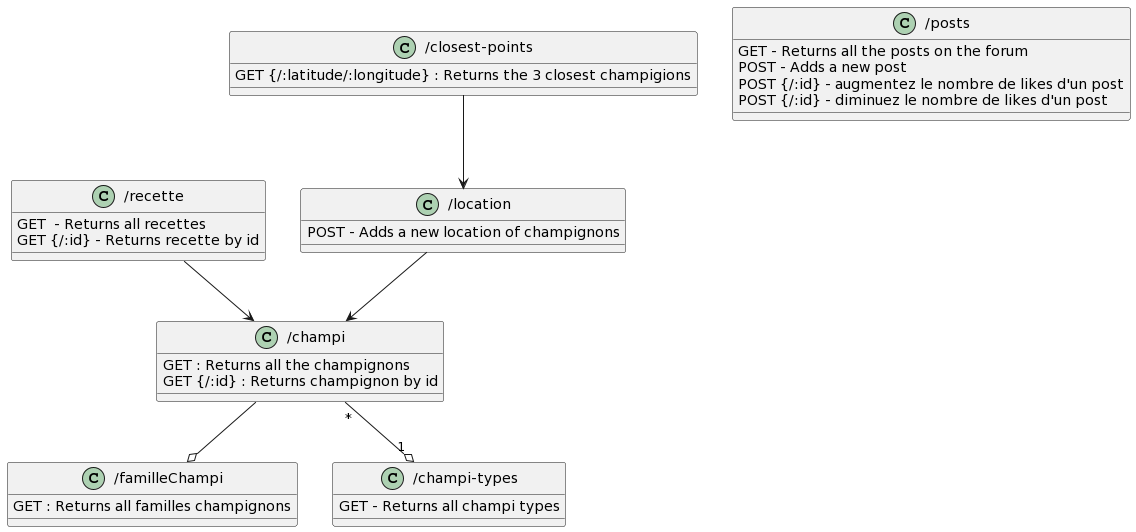 C /closest-points
GET {/:latitude/:longitude} : Returns the 3 closest champigions
C /posts
GET - Returns all the posts on the forum
POST - Adds a new post
POST {/:id} - augmentez le nombre de likes d'un post
POST {/:id} - diminuez le nombre de likes d'un post
C /recette
GET  - Returns all recettes
GET {/:id} - Returns recette by id
C /location
POST - Adds a new location of champignons
C /champi
GET : Returns all the champignons
GET {/:id} : Returns champignon by id
*
1
C /familleChampi
GET : Returns all familles champignons
C /champi-types
GET - Returns all champi types